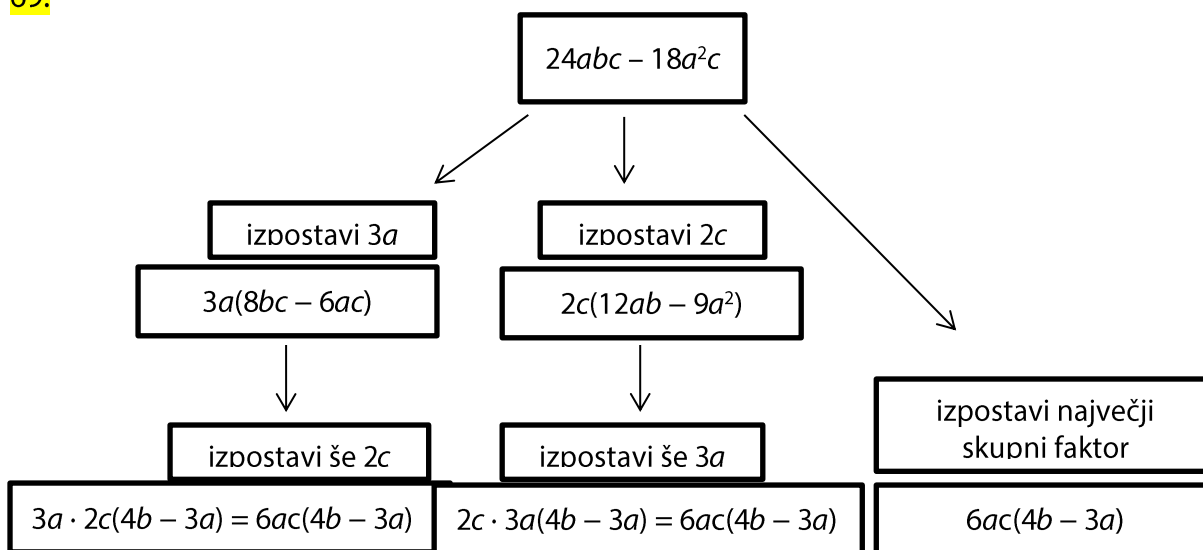 69.
24abc – 18a²c
izpostavi 3a
izpostavi 2c
3a(8bc – 6ac)
2c(12ab – 9a²)
izpostavi največji
skupni faktor
izpostavi še 2c
izpostavi še 3a
3a · 2c(4b – 3a) = 6ac(4b – 3a)
2c · 3a(4b – 3a) = 6ac(4b – 3a)
6ac(4b – 3a)